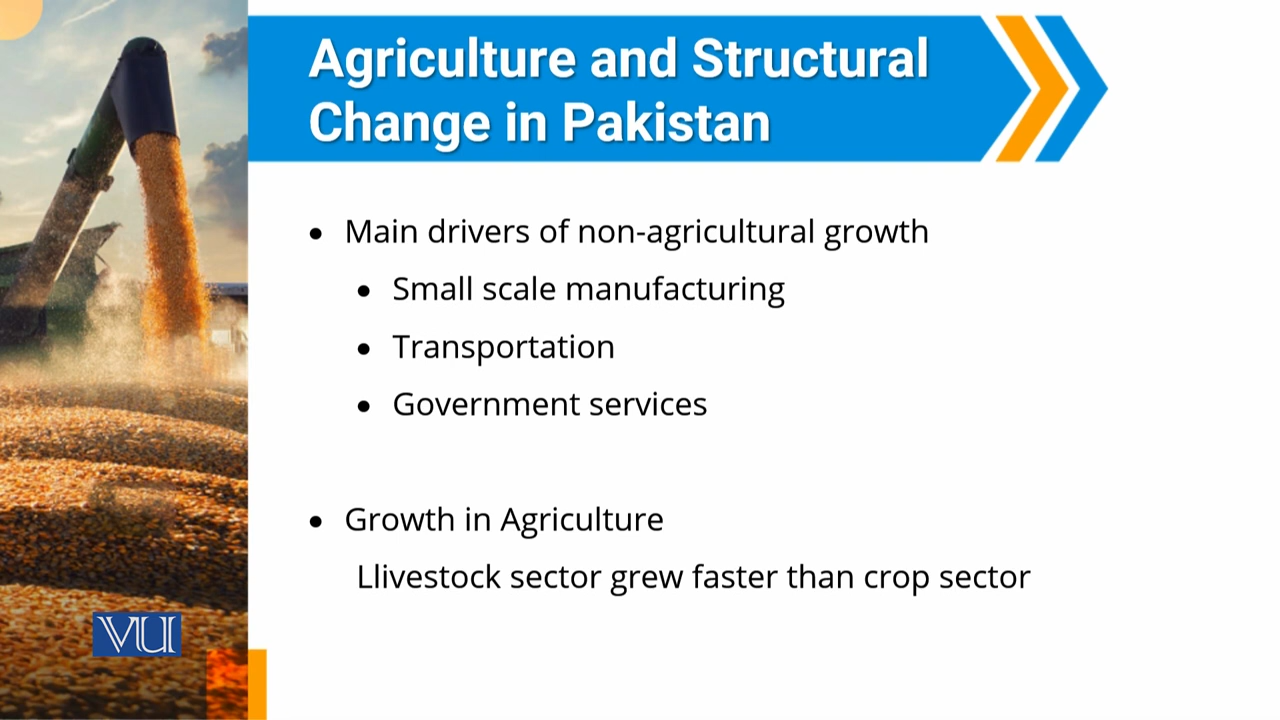 Agriculture and Structural
Change in Pakistan
• Main drivers of non-agricultural growth
• Small scale manufacturing
• Transportation
• Government services
• Growth in Agriculture
Llivestock sector grew faster than crop sector
VU